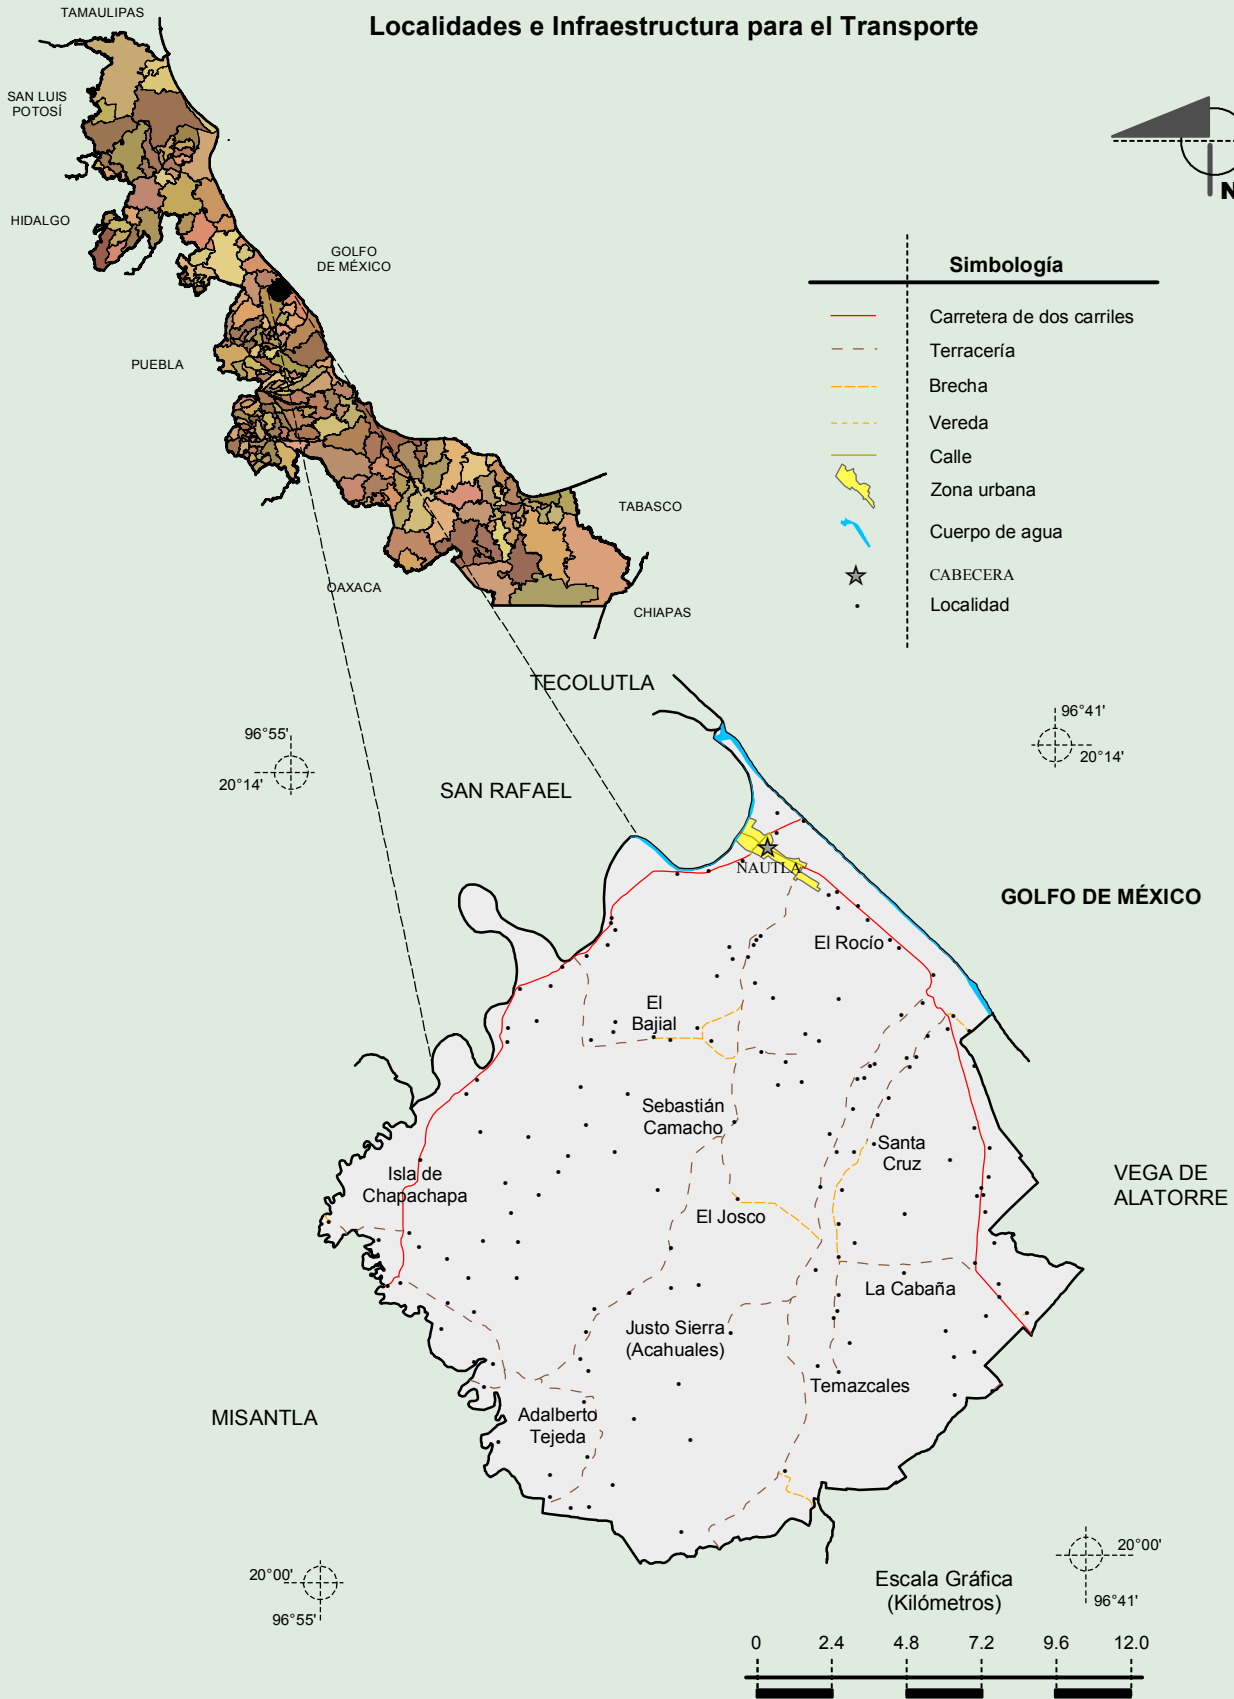 Localidades e Infraestructura para el Transporte
TAMAULIPAS
SAN LUIS
POTOSÍ
HIDALGO
GOLFO
DE MÉXICO
PUEBLA
OAXACA
TABASCO
CHIAPAS
N
Simbología
Carretera de dos carriles
Terracería
Brecha
Vereda
Calle
Zona urbana
Cuerpo de agua
CABECERA
Localidad
TECOLUTLA
96°55'
20°14'
96°41'
20°14'
SAN RAFAEL
NAUTLA
GOLFO DE MÉXICO
El Rocío
El
Bajial
Sebastián
Camacho
Santa
Cruz
Isla de
Chapachapa
VEGA DE
ALATORRE
El Josco
La Cabaña
Justo Sierra
(Acahuales)
Temazcales
MISANTLA
Adalberto
Tejeda
20°00'
96°55'
20°00'
96°41'
Escala Gráfica
(Kilómetros)
0 2.4 4.8 7.2 9.6 12.0